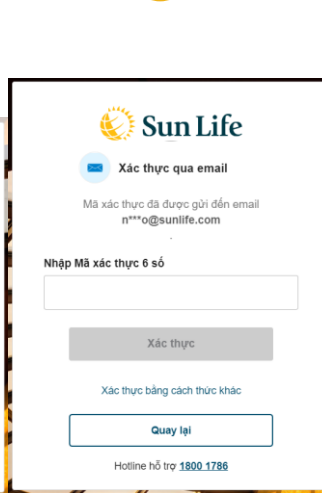 Sun Life
Xác thực qua email
Mã xác thực đã được gửi đến email
n***o@sunlife.com
.
Nhập Mã xác thực 6 số
Xác thực
Xác thực bằng cách thức khác
Quay lại
Hotline hỗ trợ 1800 1786